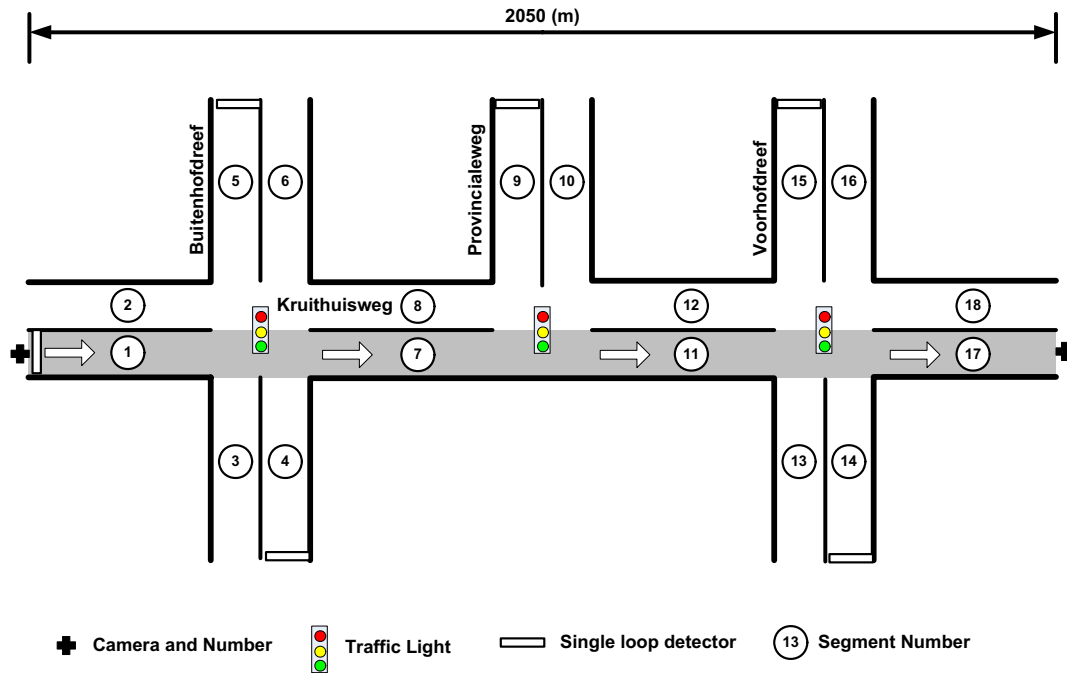 2050 (m)
Buitenhofdreef
Provincialeweg
Voorhofdreef
5
6
9
10
15
16
2
Kruithuisweg
8
12
18
1
7
11
17
3
4
13
14
Camera and Number
Traffic Light
Single loop detector
13
Segment Number